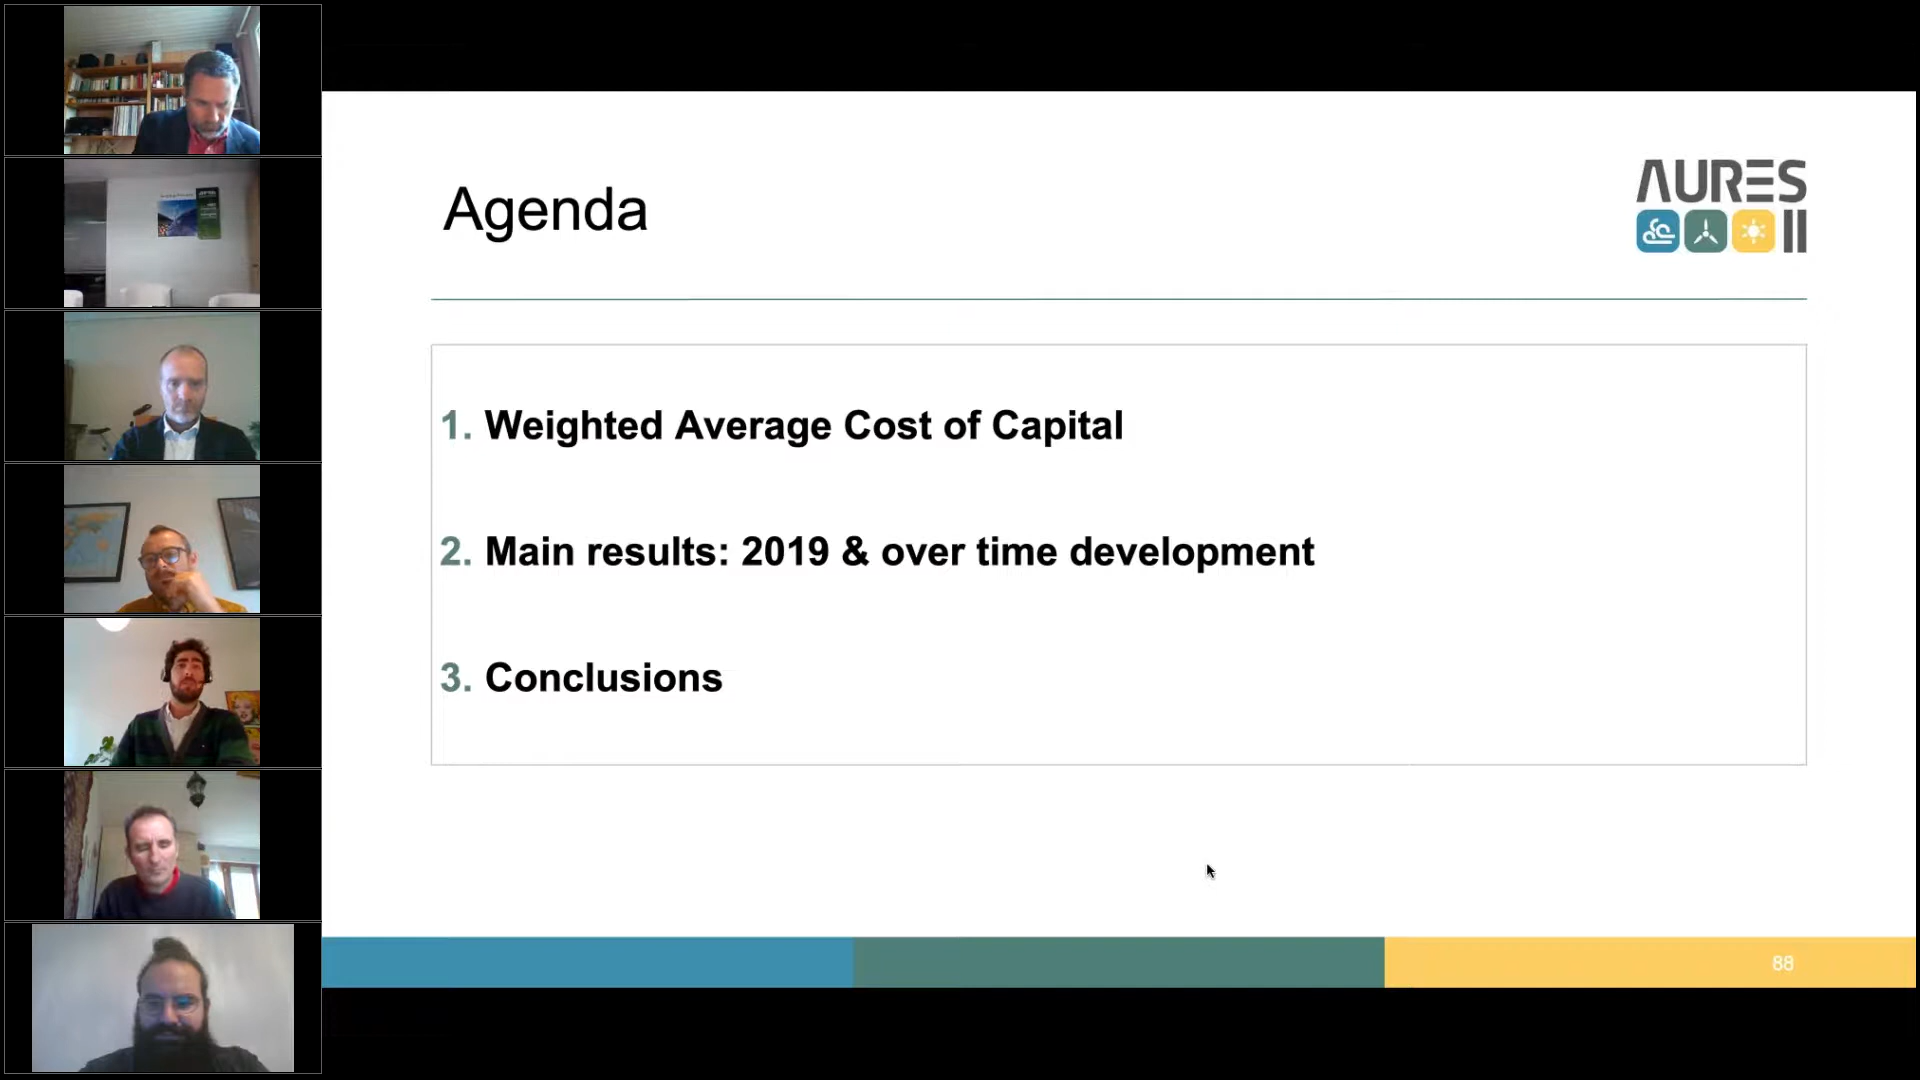 Agenda
AURES
II
1. Weighted Average Cost of Capital
2. Main results: 2019 & over time development
3. Conclusions
88